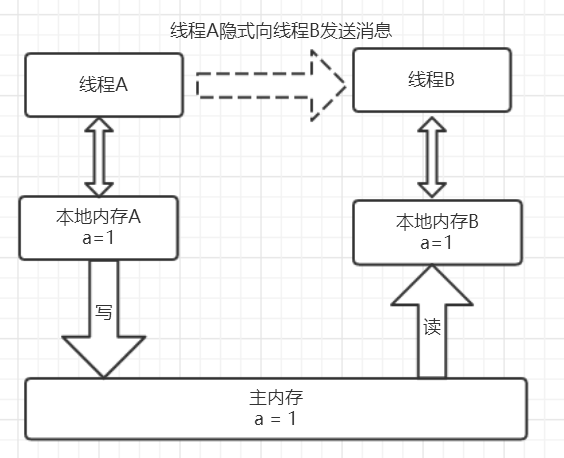 线程A隐式向线程B发送消息
线程A
线程B
本地内存A
a=1
本地内存B
a=1
写
读
主内存
a = 1